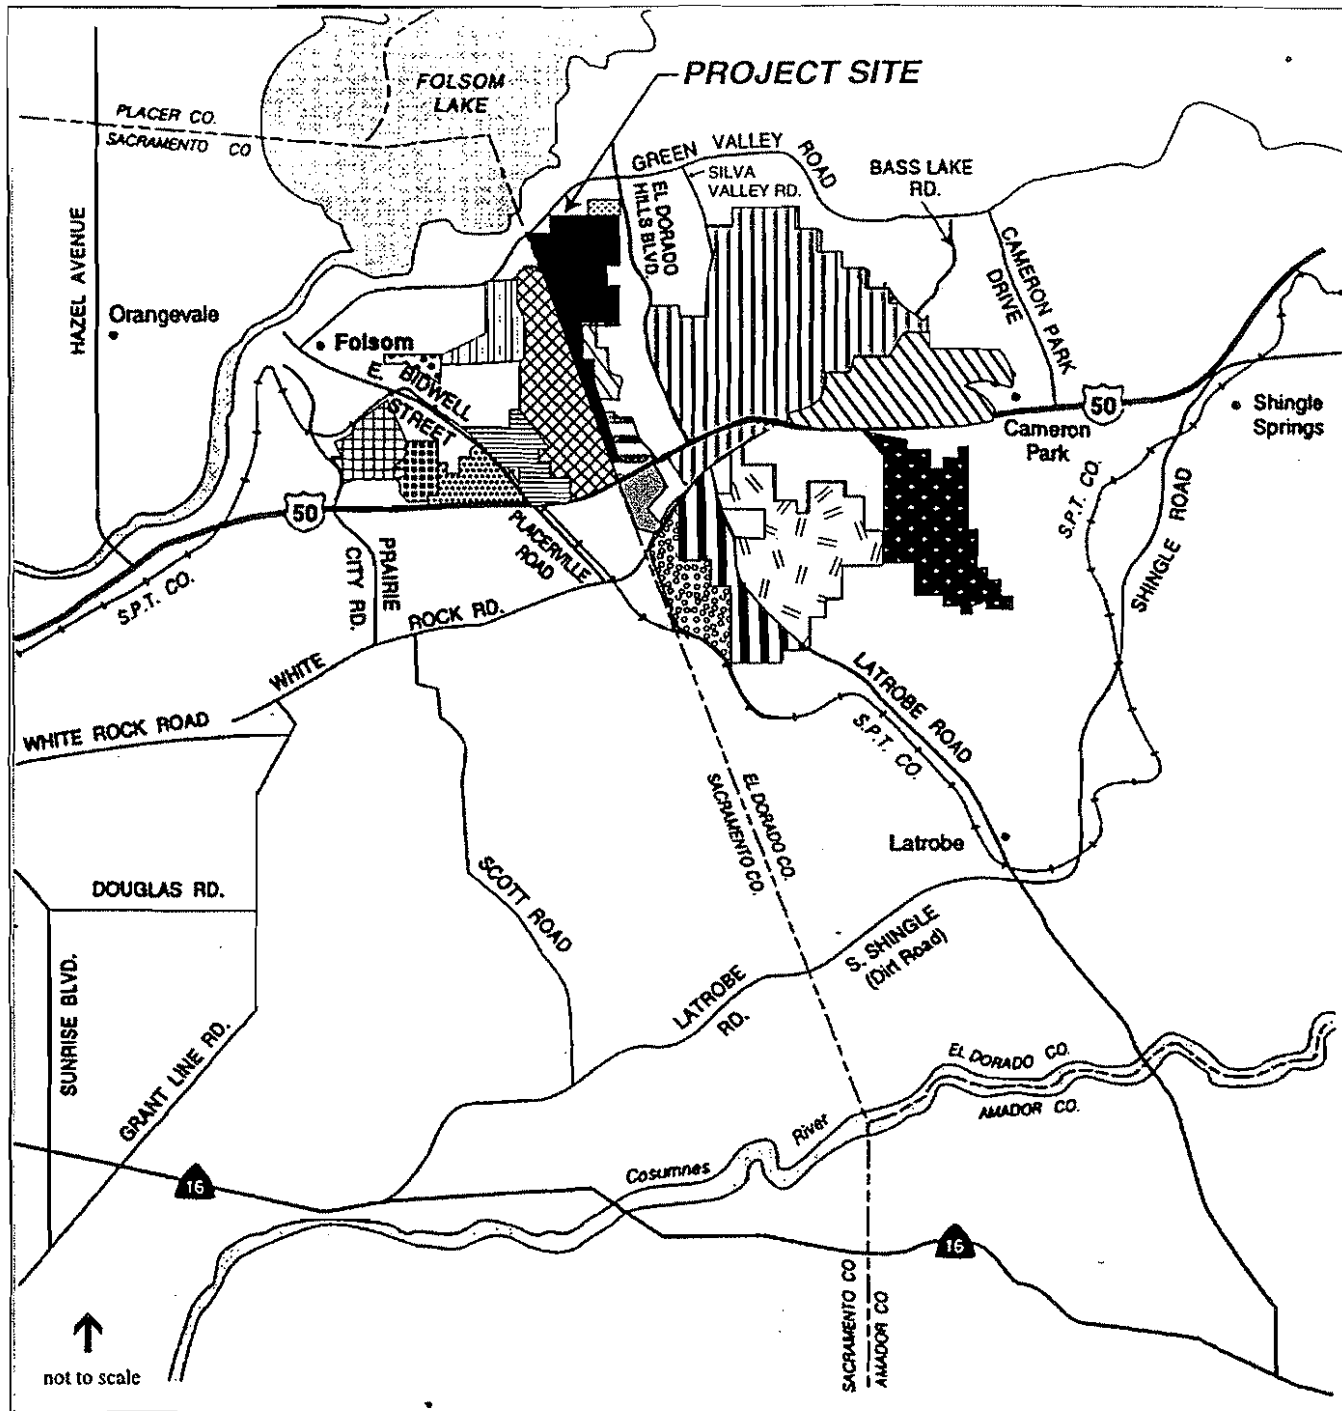 PROJECT SITE
FOLSOM
LAKE
PLACER CO.
SACRAMENTO CO
GREEN VALLEY ROAD
SILVA
VALLEY RD.
BASS LAKE
RD.
EL DORADO
HILLS BLVD.
HAZEL AVENUE
CAMERON PARK
DRIVE
Orangevale
Folsom
E. BIDWELL
STREET
50
Cameron
Park
Shingle
Springs
50
S.P.T. CO.
PLACERVILLE
ROAD
PRAIRIE
CITY RD.
S.P.T. CO.
SHINGLE ROAD
WHITE ROCK RD.
WHITE ROCK ROAD
LATROBE ROAD
S.P.T. CO.
EL DORADO CO.
SACRAMENTO CO.
Latrobe
DOUGLAS RD.
SCOTT ROAD
S. SHINGLE
(Dirt Road)
SUNRISE BLVD.
LATROBE
RD.
GRANT LINE RD.
EL DORADO CO.
AMADOR CO.
Cosumnes River
16
16
SACRAMENTO CO
AMADOR CO
not to scale